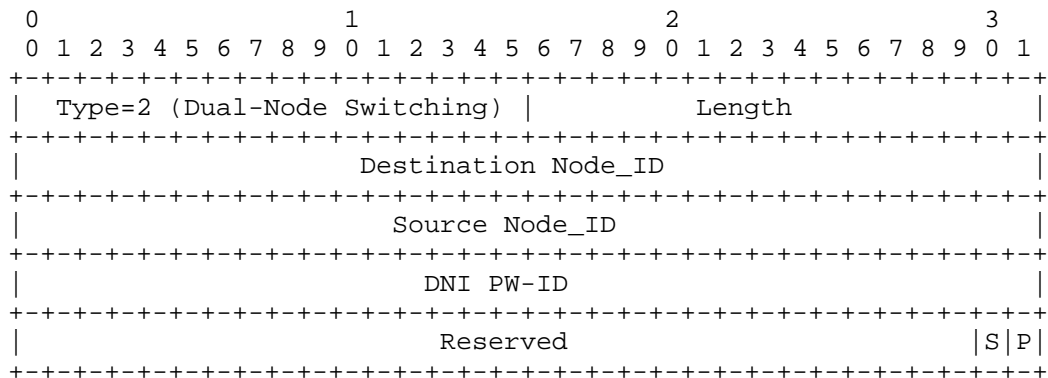 0                   1                   2                   3
 0 1 2 3 4 5 6 7 8 9 0 1 2 3 4 5 6 7 8 9 0 1 2 3 4 5 6 7 8 9 0 1
+-+-+-+-+-+-+-+-+-+-+-+-+-+-+-+-+-+-+-+-+-+-+-+-+-+-+-+-+-+-+-+-+
|  Type=2 (Dual-Node Switching) |          Length               |
+-+-+-+-+-+-+-+-+-+-+-+-+-+-+-+-+-+-+-+-+-+-+-+-+-+-+-+-+-+-+-+-+
|                     Destination Node_ID                       |
+-+-+-+-+-+-+-+-+-+-+-+-+-+-+-+-+-+-+-+-+-+-+-+-+-+-+-+-+-+-+-+-+
|                       Source Node_ID                          |
+-+-+-+-+-+-+-+-+-+-+-+-+-+-+-+-+-+-+-+-+-+-+-+-+-+-+-+-+-+-+-+-+
|                         DNI PW-ID                             |
+-+-+-+-+-+-+-+-+-+-+-+-+-+-+-+-+-+-+-+-+-+-+-+-+-+-+-+-+-+-+-+-+
|                          Reserved                         |S|P|
+-+-+-+-+-+-+-+-+-+-+-+-+-+-+-+-+-+-+-+-+-+-+-+-+-+-+-+-+-+-+-+-+